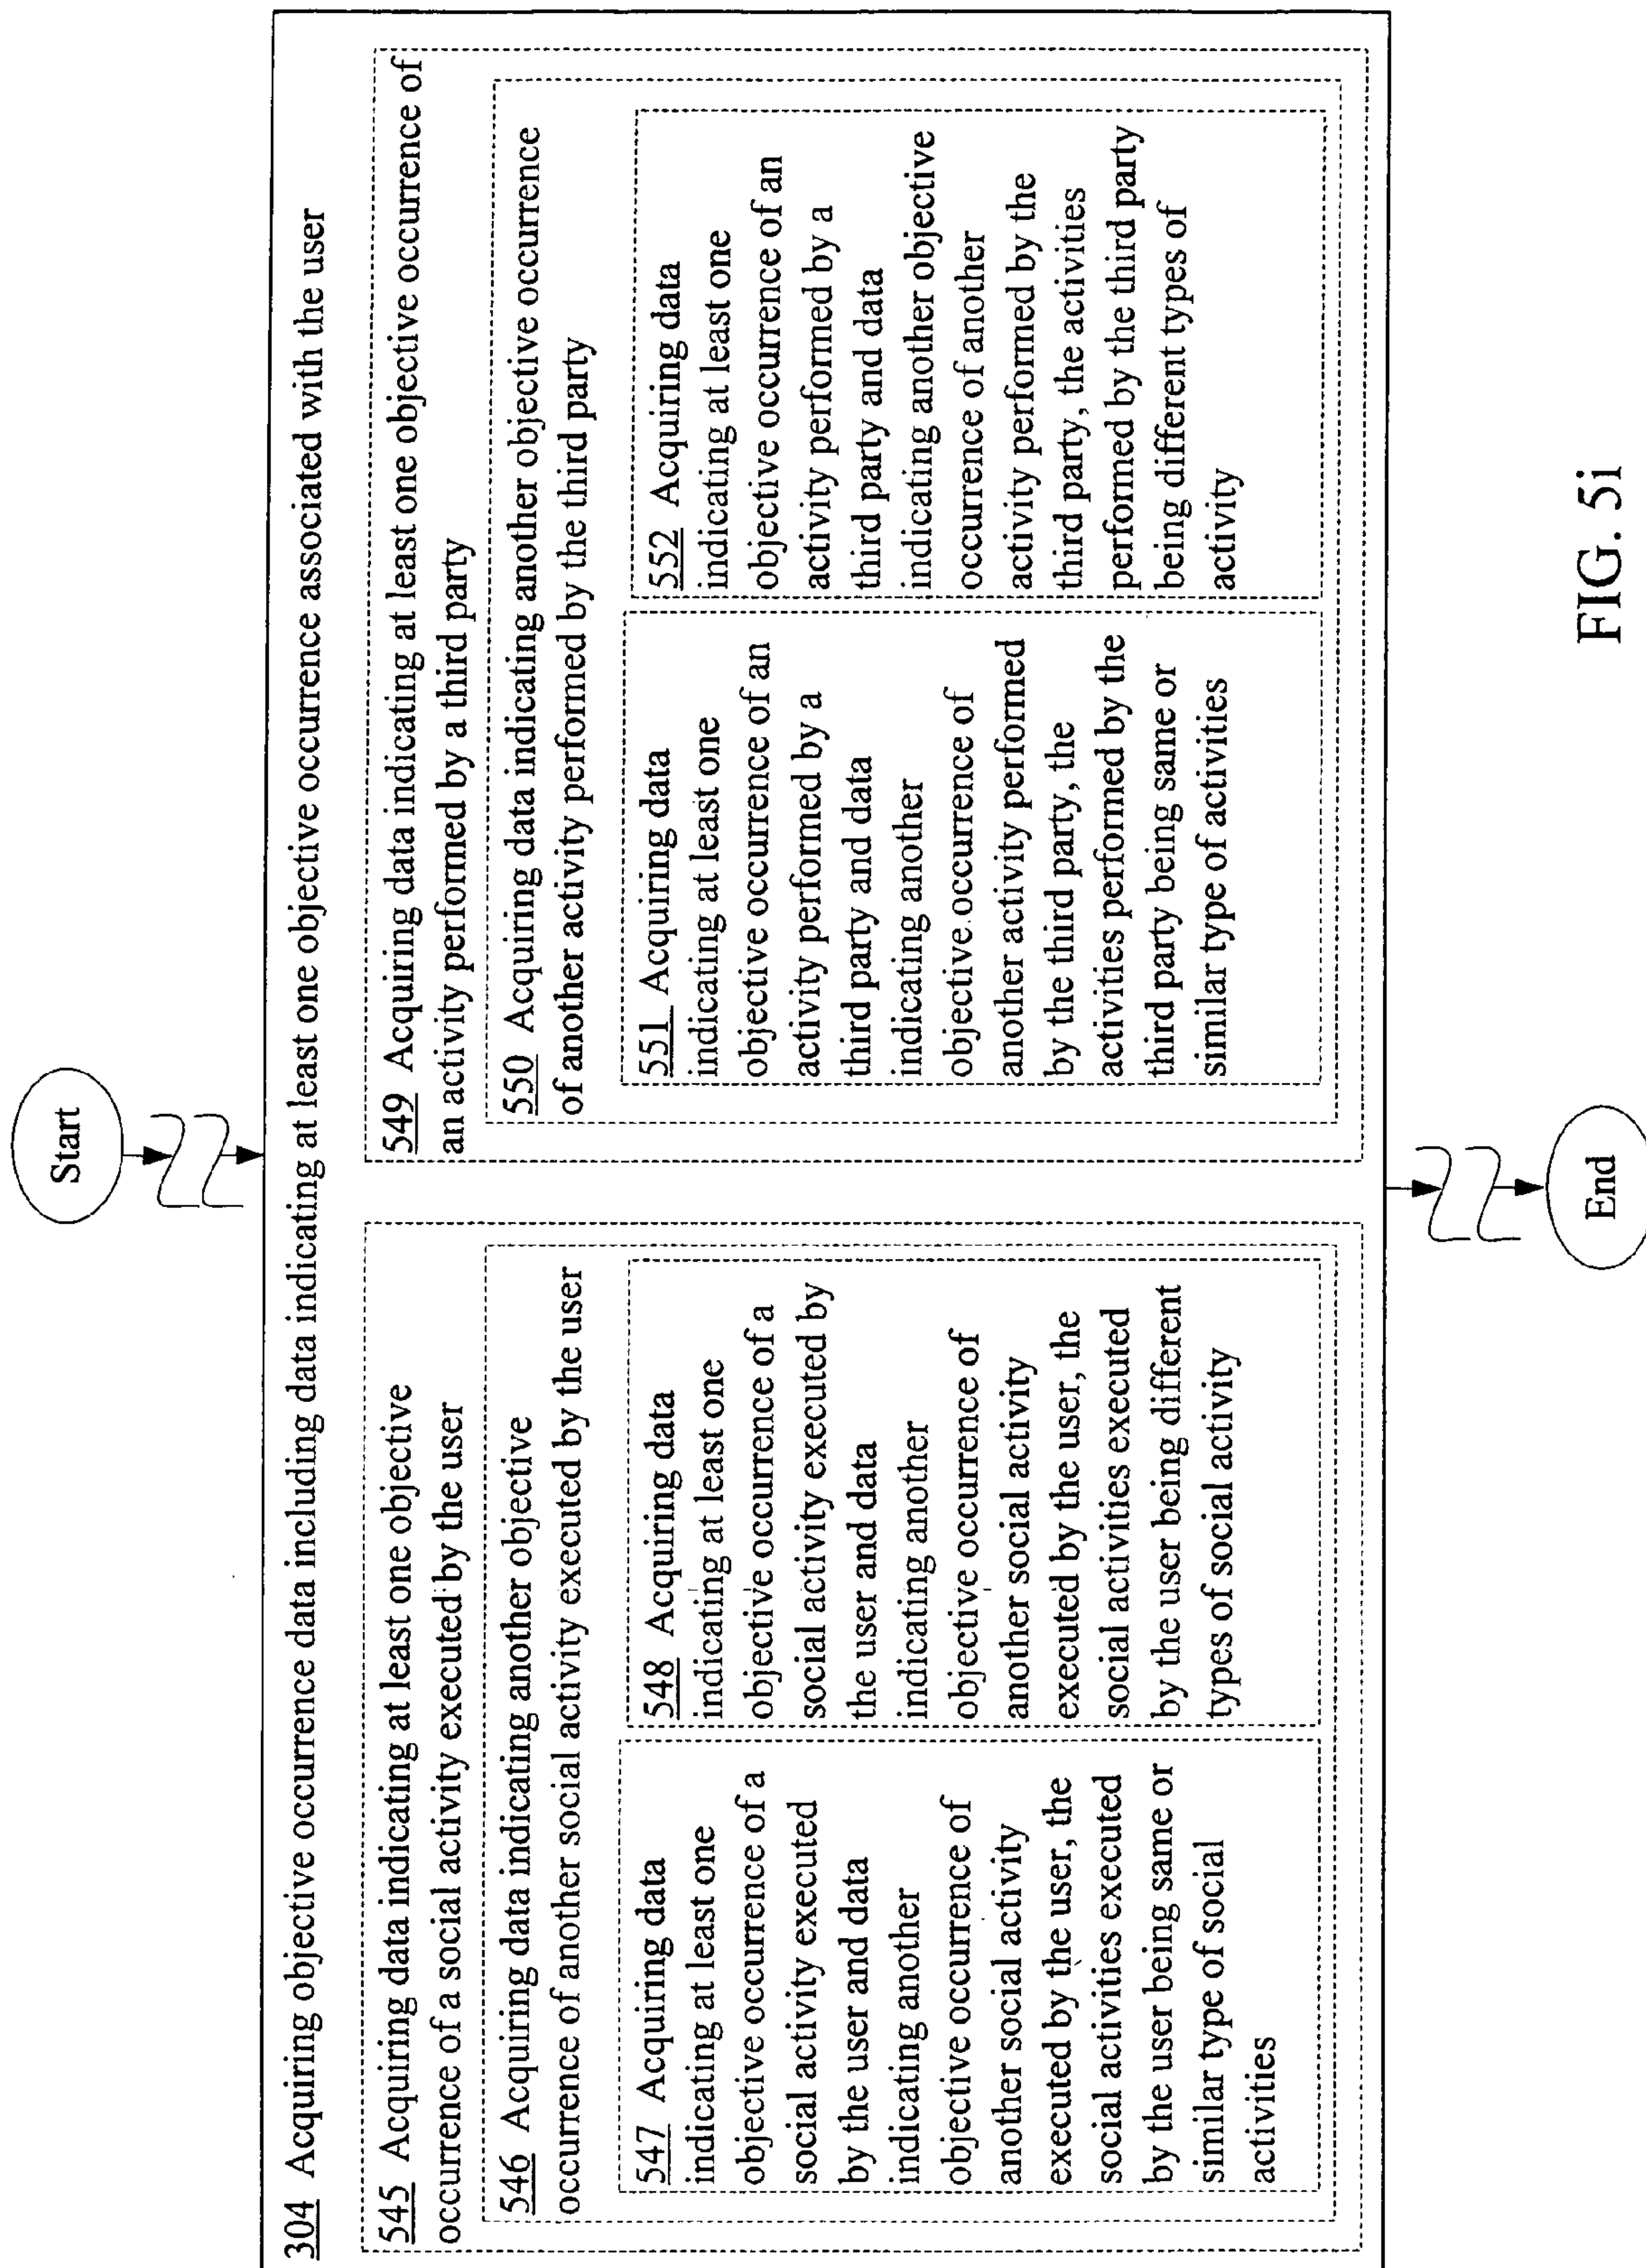 Start
304 Acquiring objective occurrence data including data indicating at least one objective occurrence associated with the user
545 Acquiring data indicating at least one objective
occurrence of a social activity executed by the user
546 Acquiring data indicating another objective
occurrence of another social activity executed by the user
547 Acquiring data
indicating at least one
objective occurrence of a
social activity executed
by the user and data
indicating another
objective occurrence of
another social activity
executed by the user, the
social activities executed
by the user being same or
similar type of social
activities
548 Acquiring data
indicating at least one
objective occurrence of a
social activity executed by
the user and data
indicating another
objective occurrence of
another social activity
executed by the user, the
social activities executed
by the user being different
types of social activity
549 Acquiring data indicating at least one objective occurrence of
an activity performed by a third party
550 Acquiring data indicating another objective occurrence
of another activity performed by the third party
551 Acquiring data
indicating at least one
objective occurrence of an
activity performed by a
third party and data
indicating another
objective occurrence of
another activity performed
by the third party, the
activities performed by the
third party being same or
similar type of activities
552 Acquiring data
indicating at least one
objective occurrence of an
activity performed by a
third party and data
indicating another objective
occurrence of another
activity performed by the
third party, the activities
performed by the third party
being different types of
activity
End
FIG. 5i